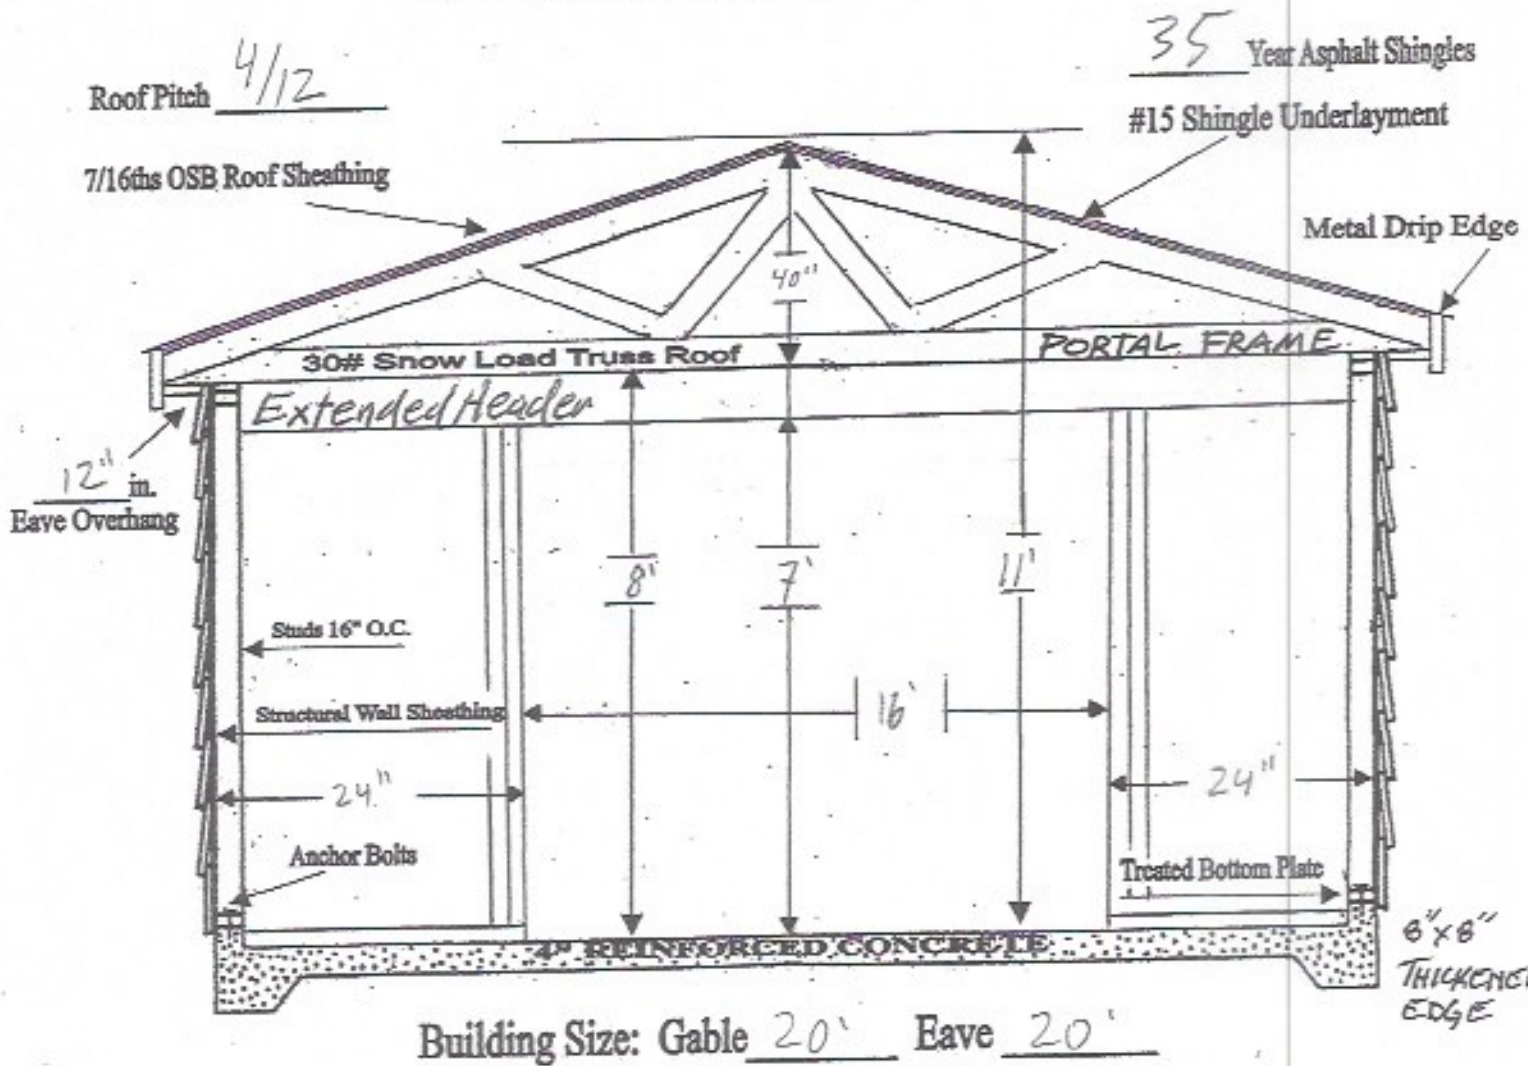 Roof Pitch 4/12
35 Year Asphalt Shingles
#15 Shingle Underlayment
7/16ths OSB Roof Sheathing
Metal Drip Edge
40"
30# Snow Load Truss Roof
PORTAL FRAME
Extended Header
12" in.
Eave Overhang
8'
7'
11'
Studs 16" O.C.
Structural Wall Sheathing
16'
24"
24"
Anchor Bolts
Treated Bottom Plate
4" REINFORCED CONCRETE
8"x8"
THICKENED
EDGE
Building Size: Gable 20' Eave 20'